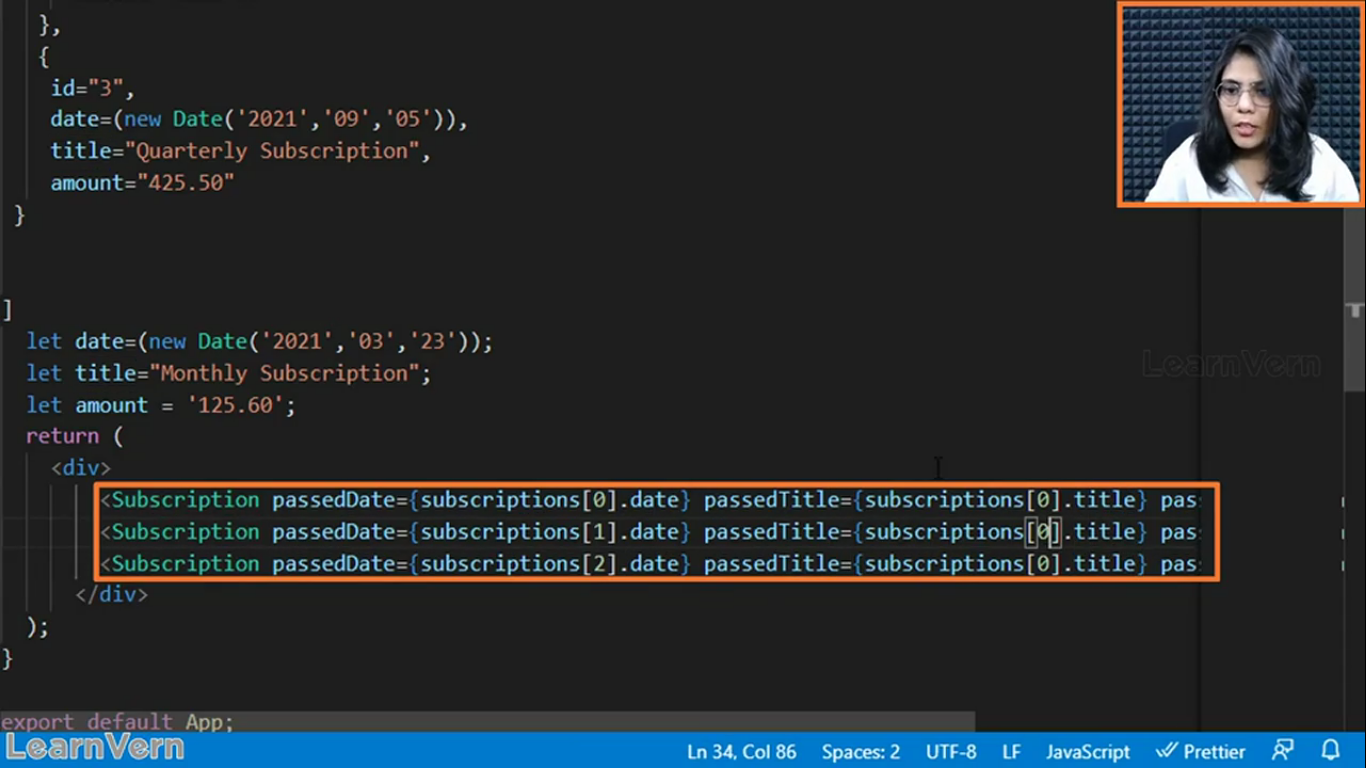 },
{
id="3",
date=(new Date('2021','09','05')),
title="Quarterly Subscription",
amount="425.50"
}
]
let date=(new Date('2021','03','23'));
let title="Monthly Subscription";
let amount = '125.60';
return (
<div>
<Subscription passedDate={subscriptions[0].date} passedTitle={subscriptions[0].title} pas
<Subscription passedDate={subscriptions[1].date} passedTitle={subscriptions[0].title} pas
<Subscription passedDate={subscriptions[2].date} passedTitle={subscriptions[0].title} pas
</div>
);
}
export default App;
LearnVern
LearnVern
Ln 34, Col 86 Spaces: 2 UTF-8 LF JavaScript Prettier